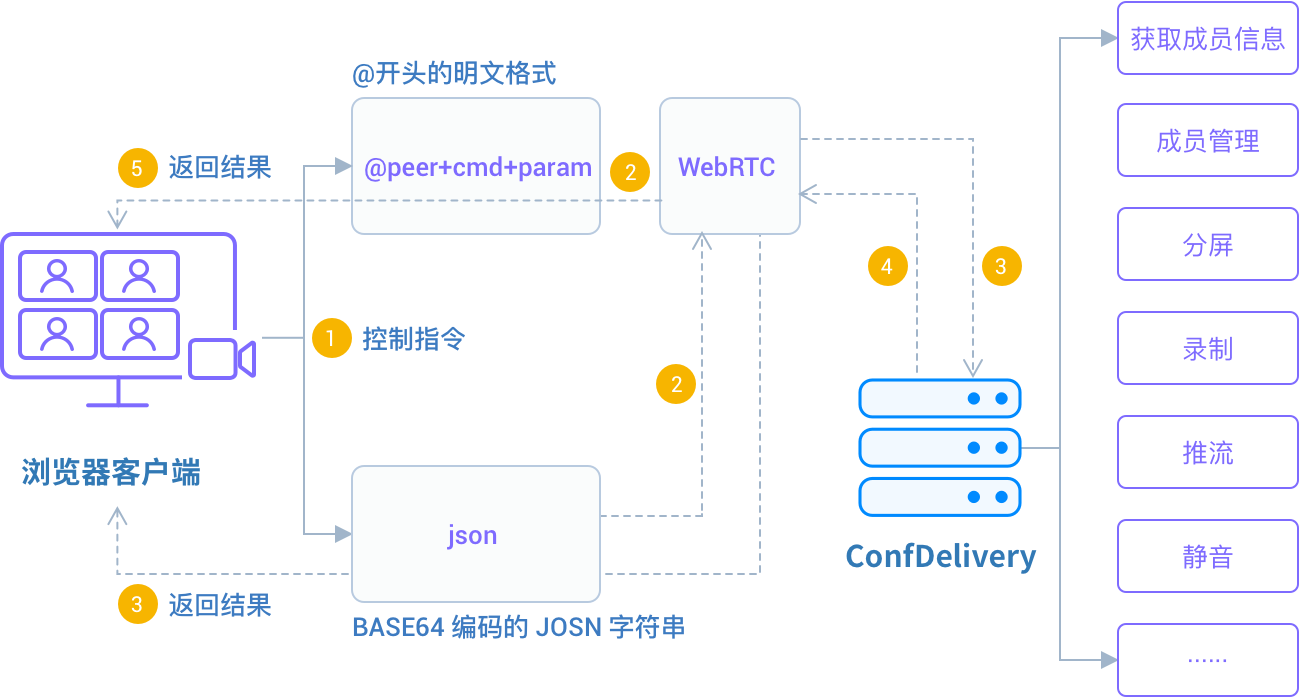 @开头的明文格式
@peer+cmd+param
2
WebRTC
5 返回结果
1 控制指令
浏览器客户端
2
json
BASE64 编码的 JOSN 字符串
3 返回结果
4
3
ConfDelivery
获取成员信息
成员管理
分屏
录制
推流
静音
······